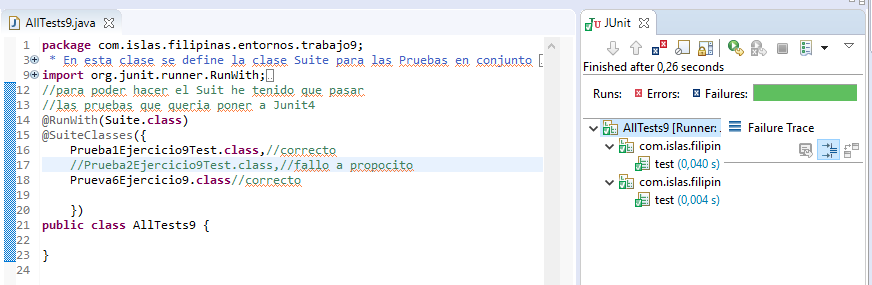 AllTests9.java
1 package com.islas.filipinas.entornos.trabajo9;
3 * En esta clase se define la clase Suite para las Pruebas en conjunto
9 import org.junit.runner.RunWith;
12 //para poder hacer el Suit he tenido que pasar
13 //las pruebas que queria poner a Junit4
14 @RunWith(Suite.class)
15 @SuiteClasses({
16 Prueba1Ejercicio9Test.class,//correcto
17 //Prueba2Ejercicio9Test.class,//fallo a propocito
18 Prueva6Ejercicio9.class//correcto
19
20 })
21 public class AllTests9 {
22
23 }
24
JUnit
Finished after 0,26 seconds
Runs: Errors: Failures:
AllTests9 [Runner:
com.islas.filipin
test (0,040 s)
com.islas.filipin
test (0,004 s)
Failure Trace